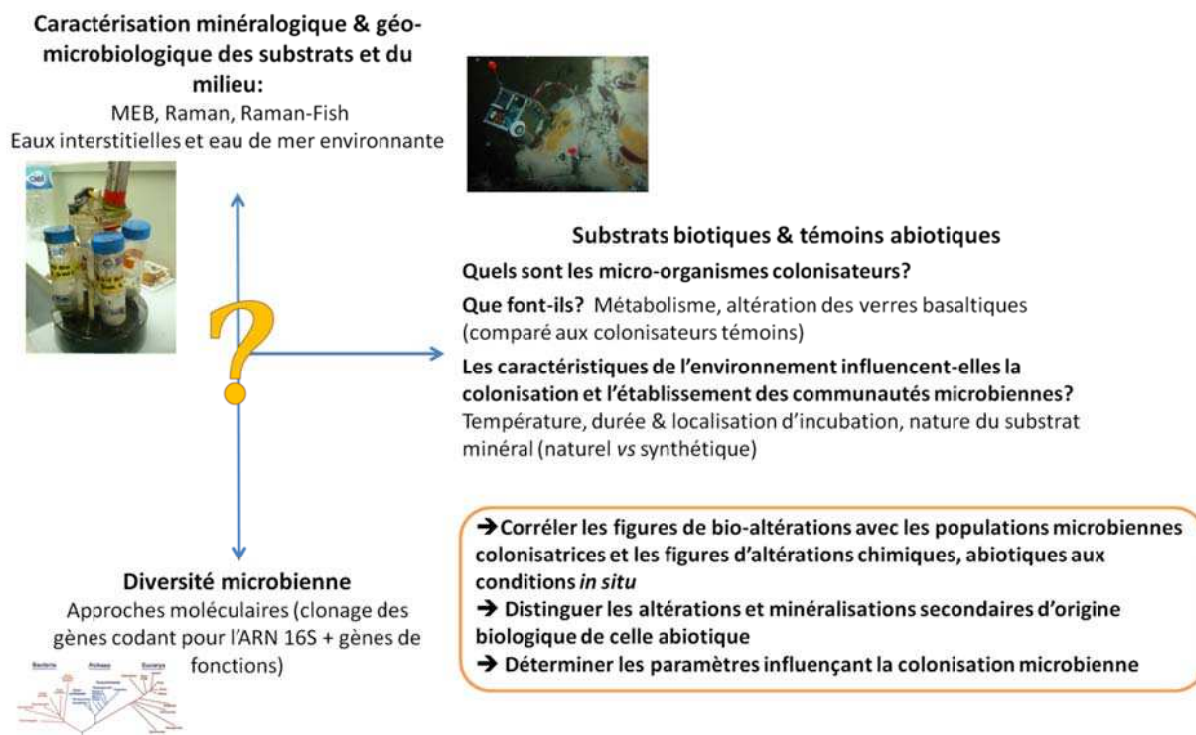 Caractérisation minéralogique & géo-
microbiologique des substrats et du
milieu:
MEB, Raman, Raman-Fish
Eaux interstitielles et eau de mer environnante
?
Substrats biotiques & témoins abiotiques
Quels sont les micro-organismes colonisateurs?
Que font-ils? Métabolisme, altération des verres basaltiques
(comparé aux colonisateurs témoins)
Les caractéristiques de l'environnement influencent-elles la
colonisation et l'établissement des communautés microbiennes?
Température, durée & localisation d'incubation, nature du substrat
minéral (naturel vs synthétique)
➔Corréler les figures de bio-altérations avec les populations microbiennes
colonisatrices et les figures d'altérations chimiques, abiotiques aux
conditions in situ
➔ Distinguer les altérations et minéralisations secondaires d'origine
biologique de celle abiotique
➔ Déterminer les paramètres influençant la colonisation microbienne
Diversité microbienne
Approches moléculaires (clonage des
gènes codant pour l'ARN 16S + gènes de
fonctions)
Bacteria Archaea Eucarya